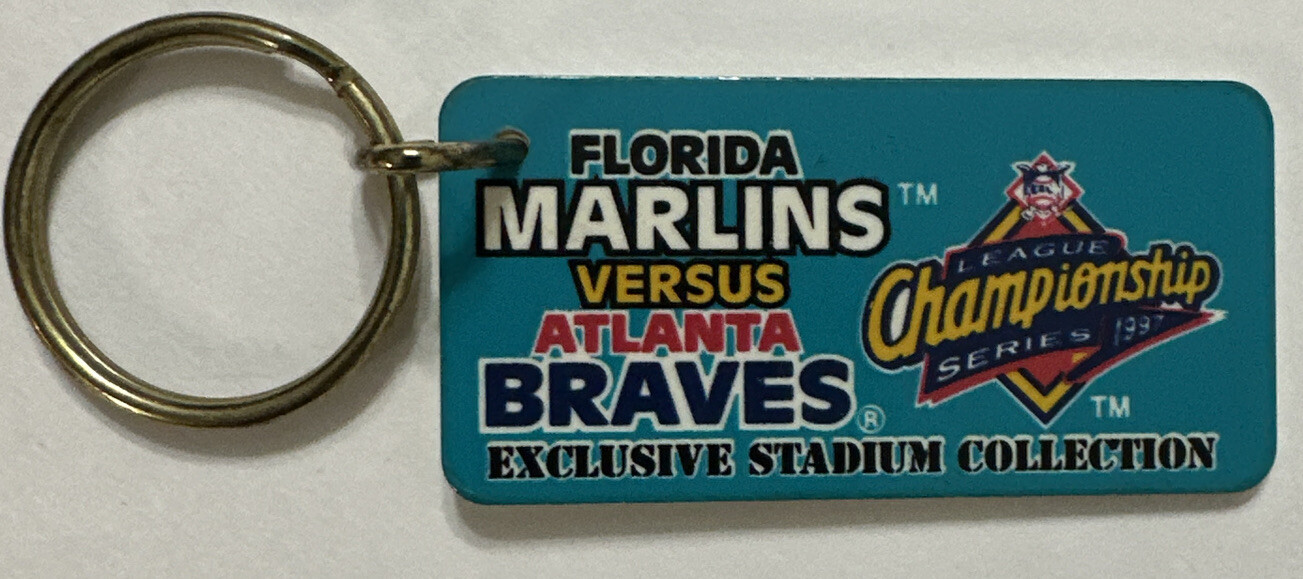 FLORIDA
MARLINS™
VERSUS
ATLANTA
BRAVES®
EXCLUSIVE STADIUM COLLECTION
LEAGUE
Championship
SERIES 1997
TM